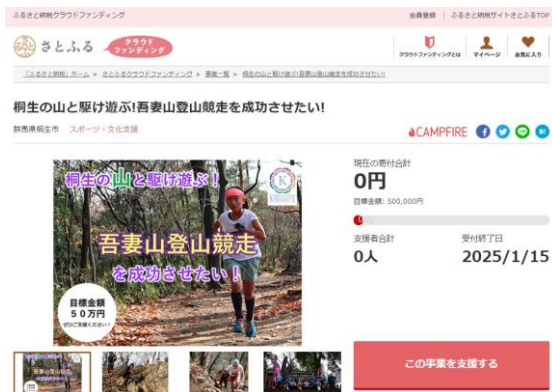 ふるさと納税クラウドファンディング
会員登録 | ふるさと納税サイトさとふるTOP
さとふる
クラウド
ファンディング
クラウドファンディングとは
マイページ
お気に入り
「ふるさと納税」ホーム > さとふるクラウドファンディング > 事業一覧 > 桐生の山と駆け遊ぶ!吾妻山登山競走を成功させたい!
桐生の山と駆け遊ぶ!吾妻山登山競走を成功させたい!
群馬県桐生市 スポーツ・文化支援
CAMPFIRE
桐生の山と駆け遊ぶ!
吾妻山登山競走
を成功させたい!
目標金額
50万円
ぜひご支援ください!
現在の寄付合計
0円
目標金額: 500,000円
支援者合計
0人
受付終了日
2025/1/15
この事業を支援する